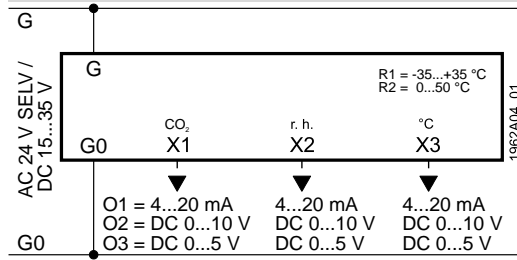 G
G
R1 = -35...+35 °C
R2 = 0...50 °C
AC 24 V SELV /
DC 15...35 V
CO₂ r. h. °C
G0 X1 X2 X3
1962A04_01
O1 = 4...20 mA 4...20 mA 4...20 mA
O2 = DC 0...10 V DC 0...10 V DC 0...10 V
G0 O3 = DC 0...5 V DC 0...5 V DC 0...5 V